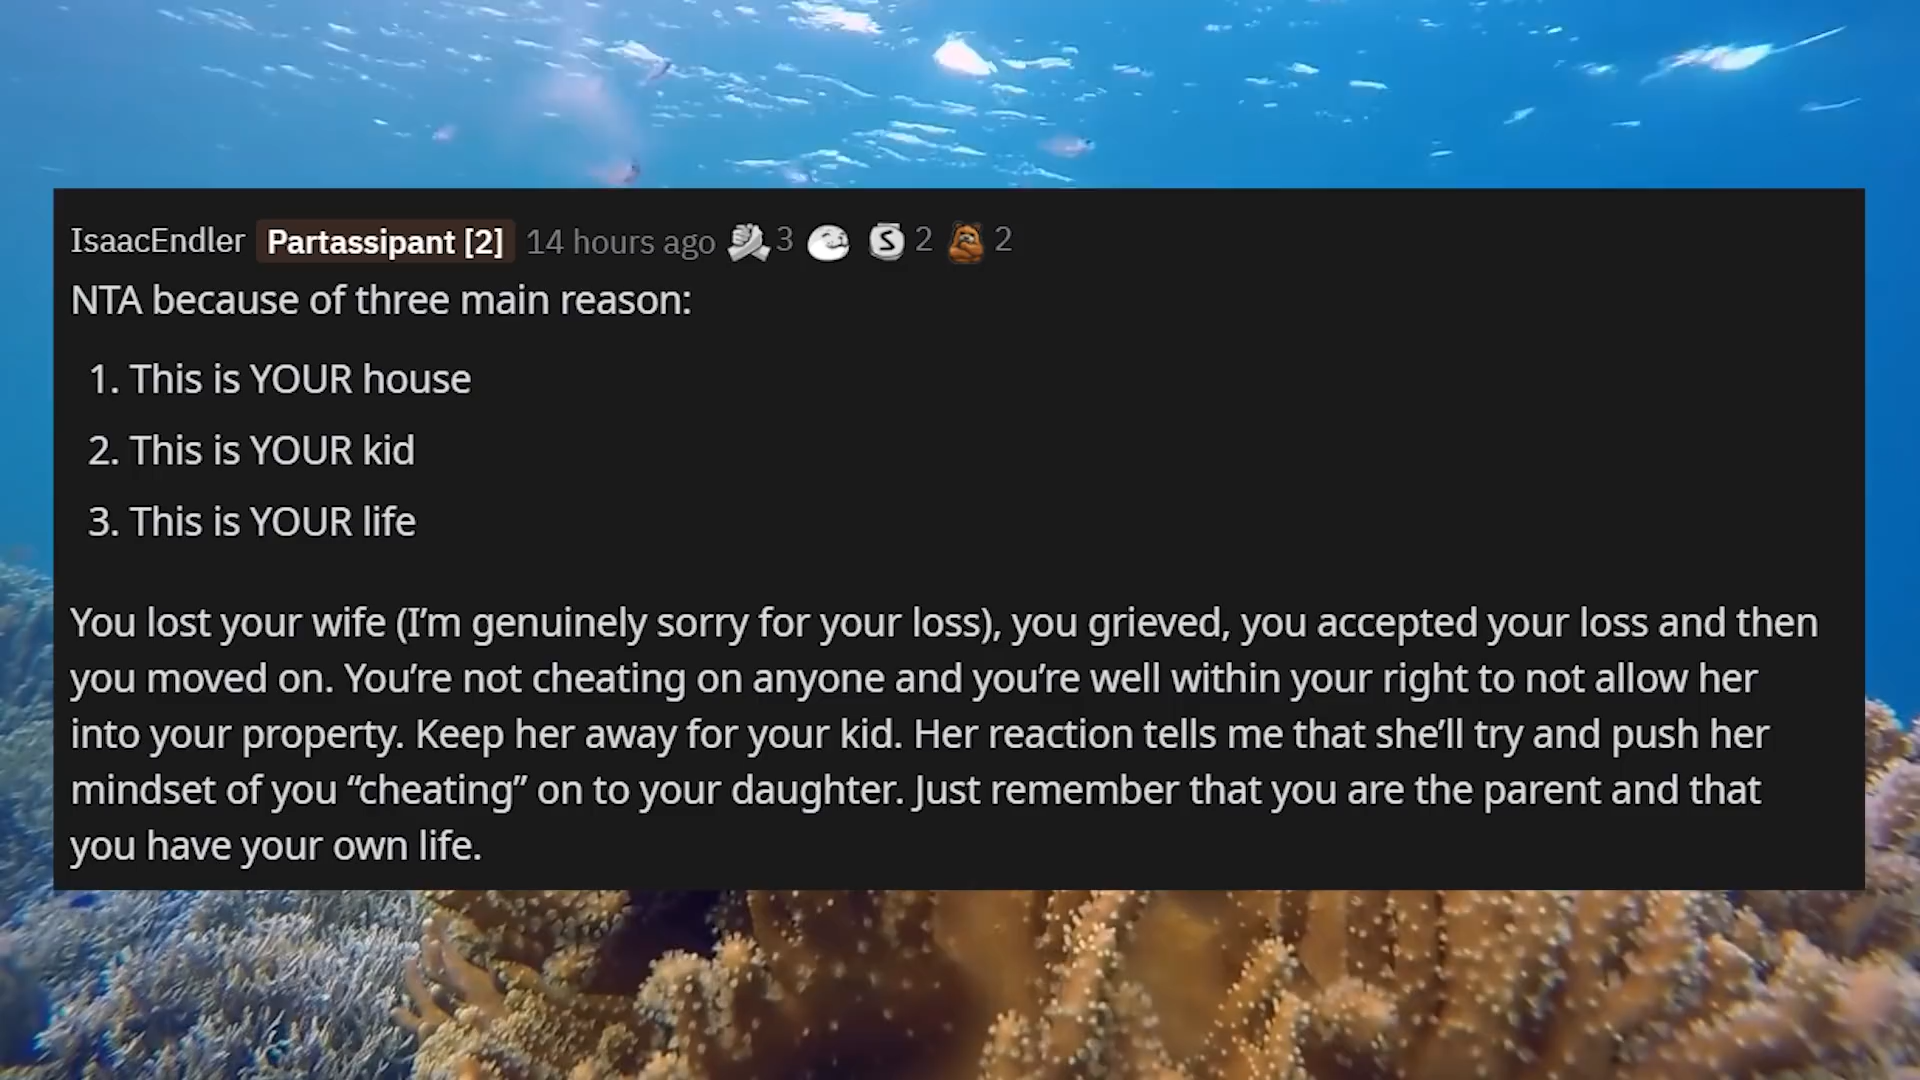 IsaacEndler Partassipant [2] 14 hours ago 3 S 2 2
NTA because of three main reason:
1. This is YOUR house
2. This is YOUR kid
3. This is YOUR life
You lost your wife (I’m genuinely sorry for your loss), you grieved, you accepted your loss and then
you moved on. You’re not cheating on anyone and you’re well within your right to not allow her
into your property. Keep her away for your kid. Her reaction tells me that she’ll try and push her
mindset of you “cheating” on to your daughter. Just remember that you are the parent and that
you have your own life.